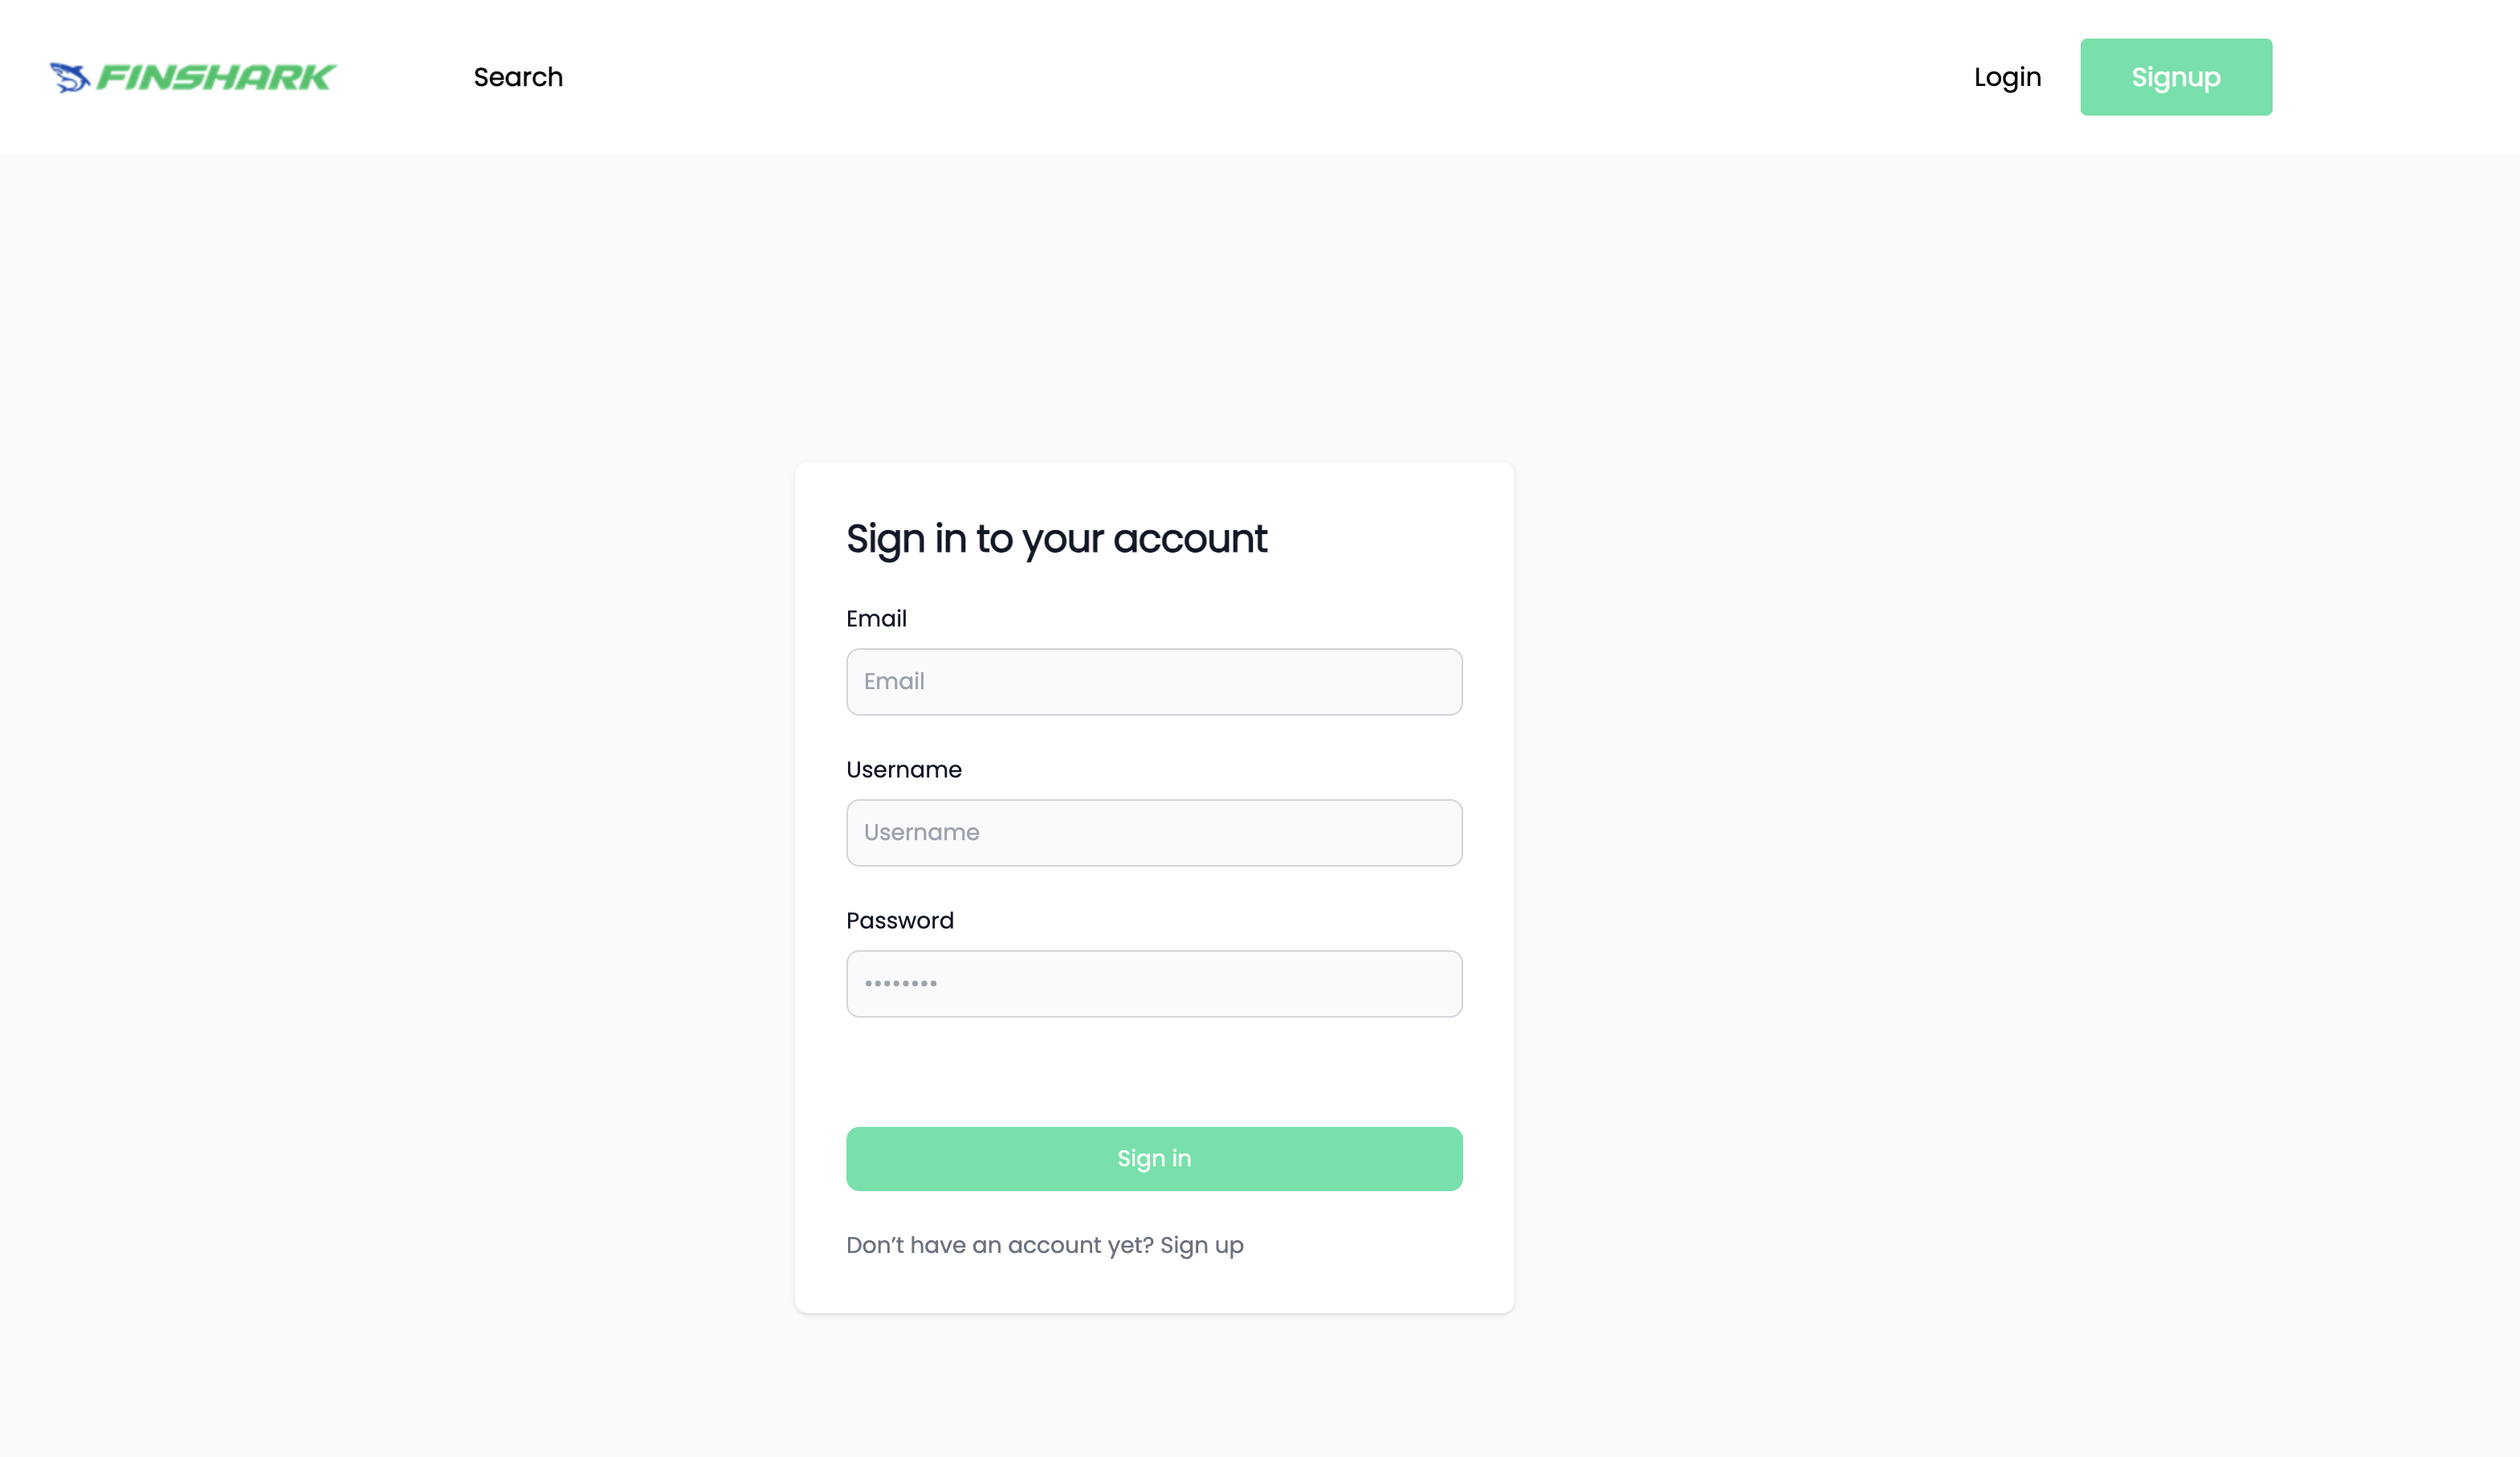 FINSHARK Search Login Signup
Sign in to your account
Email
Email
Username
Username
Password
••••••••
Sign in
Don’t have an account yet? Sign up